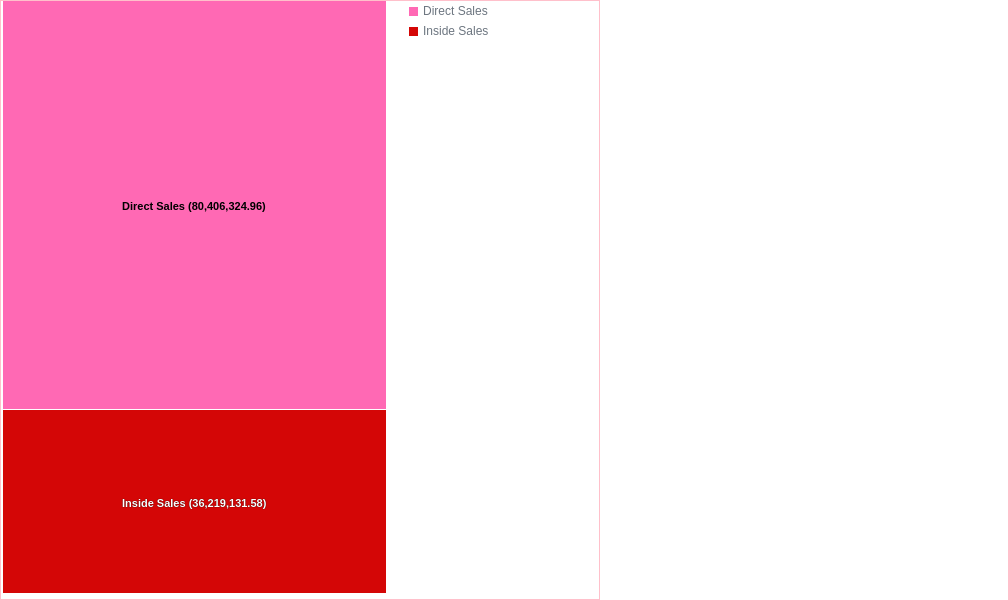 Direct Sales
Inside Sales
Direct Sales (80,406,324.96)
Inside Sales (36,219,131.58)